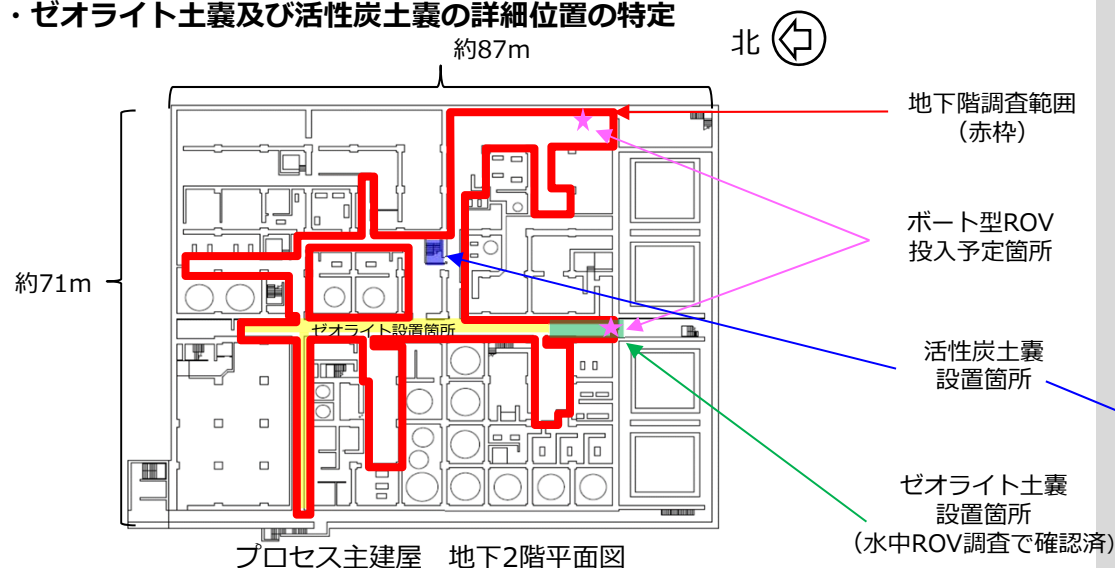 ・ゼオライト土嚢及び活性炭土嚢の詳細位置の特定
約87m
北
地下階調査範囲
（赤枠）
ボート型ROV
投入予定箇所
約71m
ゼオライト設置箇所
活性炭土嚢
設置箇所
ゼオライト土嚢
設置箇所
（水中ROV調査で確認済）
プロセス主建屋　地下2階平面図